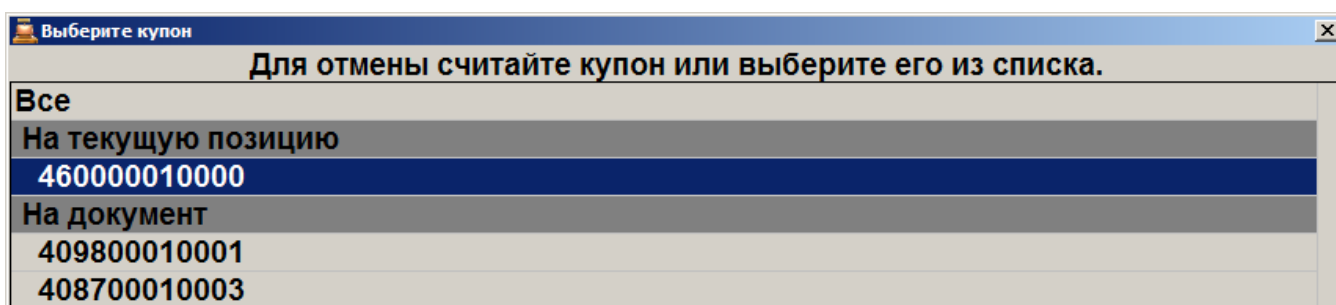 Выберите купон
Для отмены считайте купон или выберите его из списка.
Все
На текущую позицию
460000010000
На документ
409800010001
408700010003